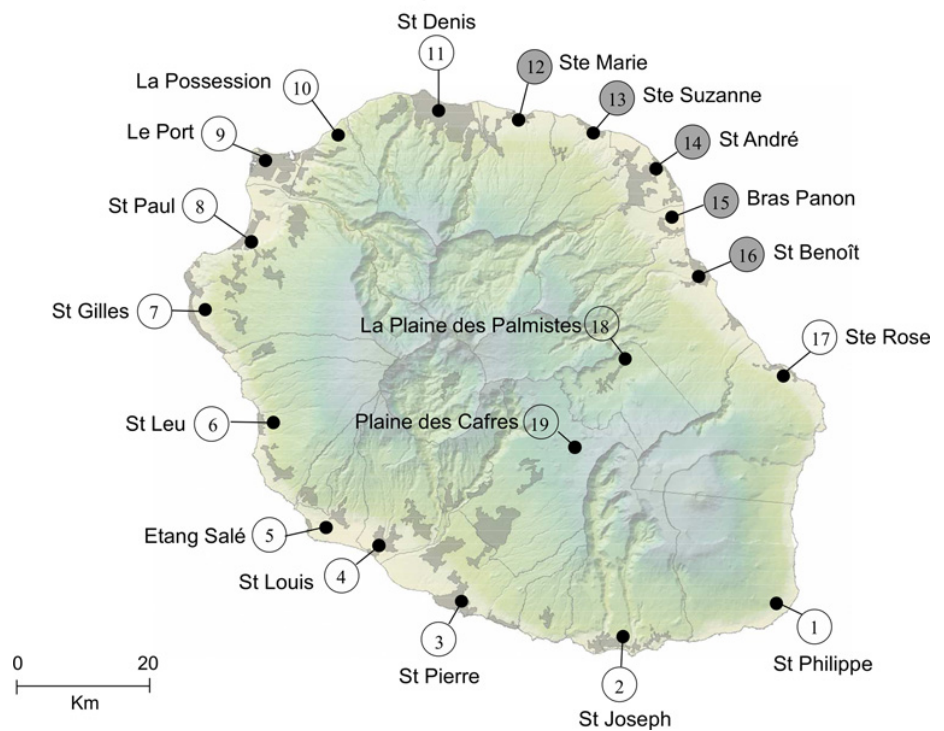 St Denis
11
12 Ste Marie
La Possession 10
13 Ste Suzanne
Le Port 9
14 St André
St Paul 8
15 Bras Panon
16 St Benoît
St Gilles 7
La Plaine des Palmistes 18
17 Ste Rose
St Leu 6
Plaine des Cafres 19
Etang Salé 5
St Louis 4
3
St Pierre
1
St Philippe
2
St Joseph
0 20
Km